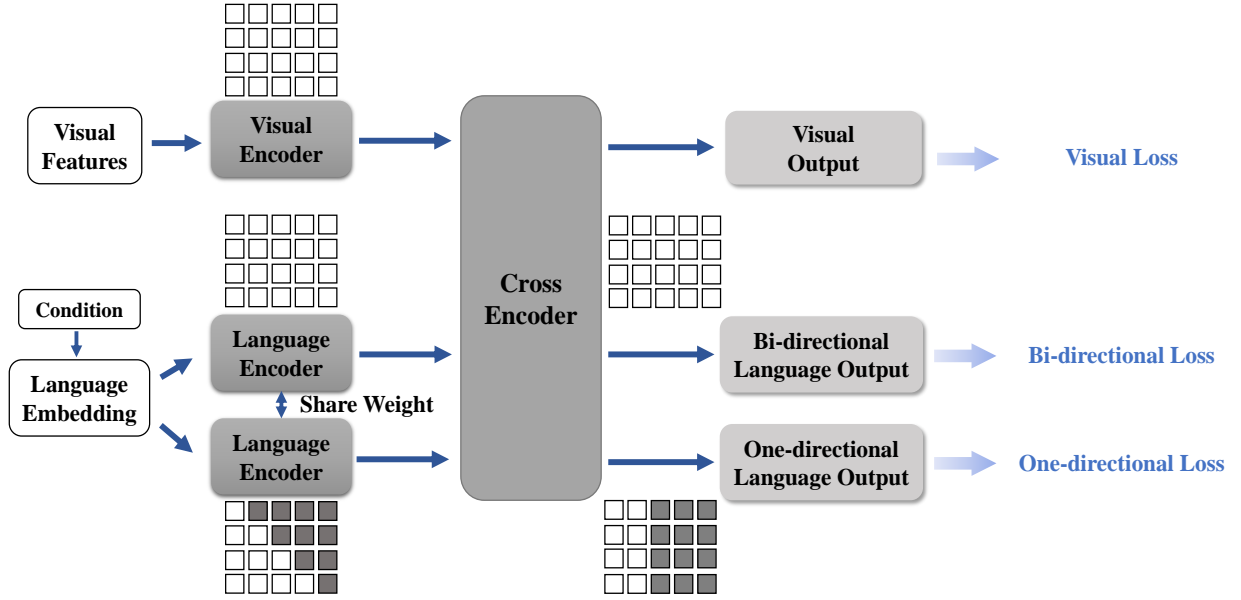 Visual
Features
Visual
Encoder
Visual
Output
Visual Loss
Cross
Encoder
Condition
Language
Embedding
Language
Encoder
Share Weight
Language
Encoder
Bi-directional
Language Output
Bi-directional Loss
One-directional
Language Output
One-directional Loss